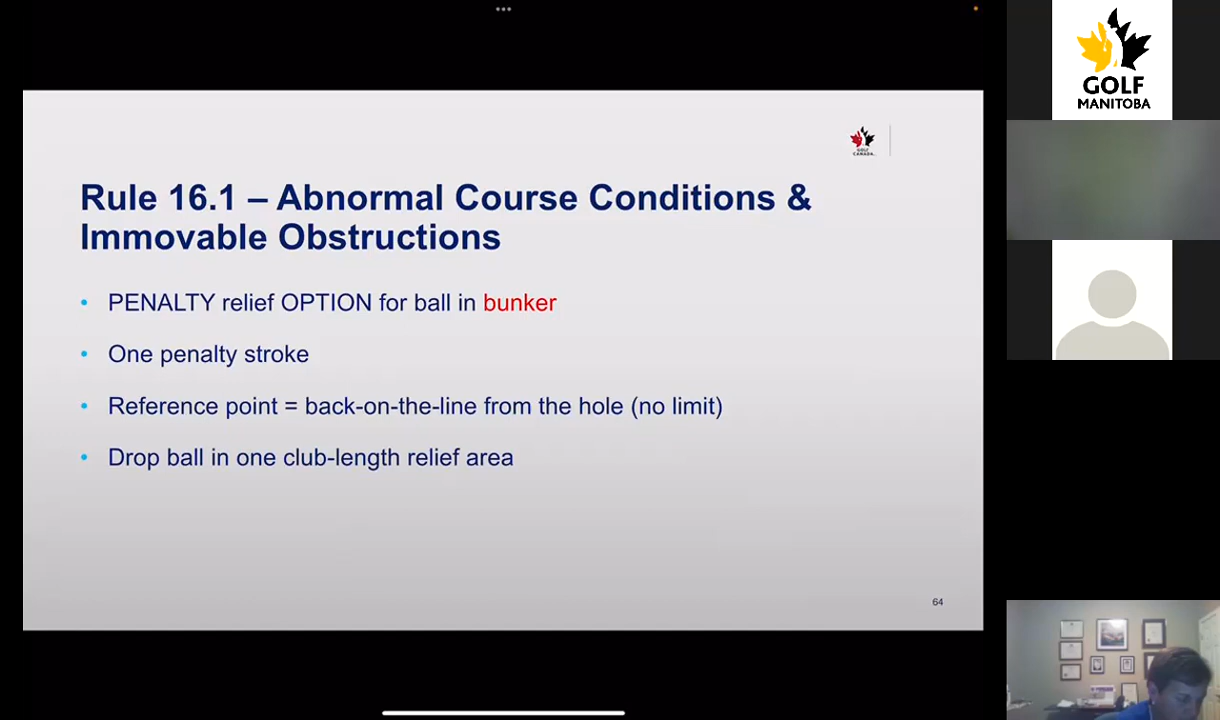 Rule 16.1 – Abnormal Course Conditions &
Immovable Obstructions
• PENALTY relief OPTION for ball in bunker
• One penalty stroke
• Reference point = back-on-the-line from the hole (no limit)
• Drop ball in one club-length relief area
64
GOLF
CANADA
GOLF
MANITOBA